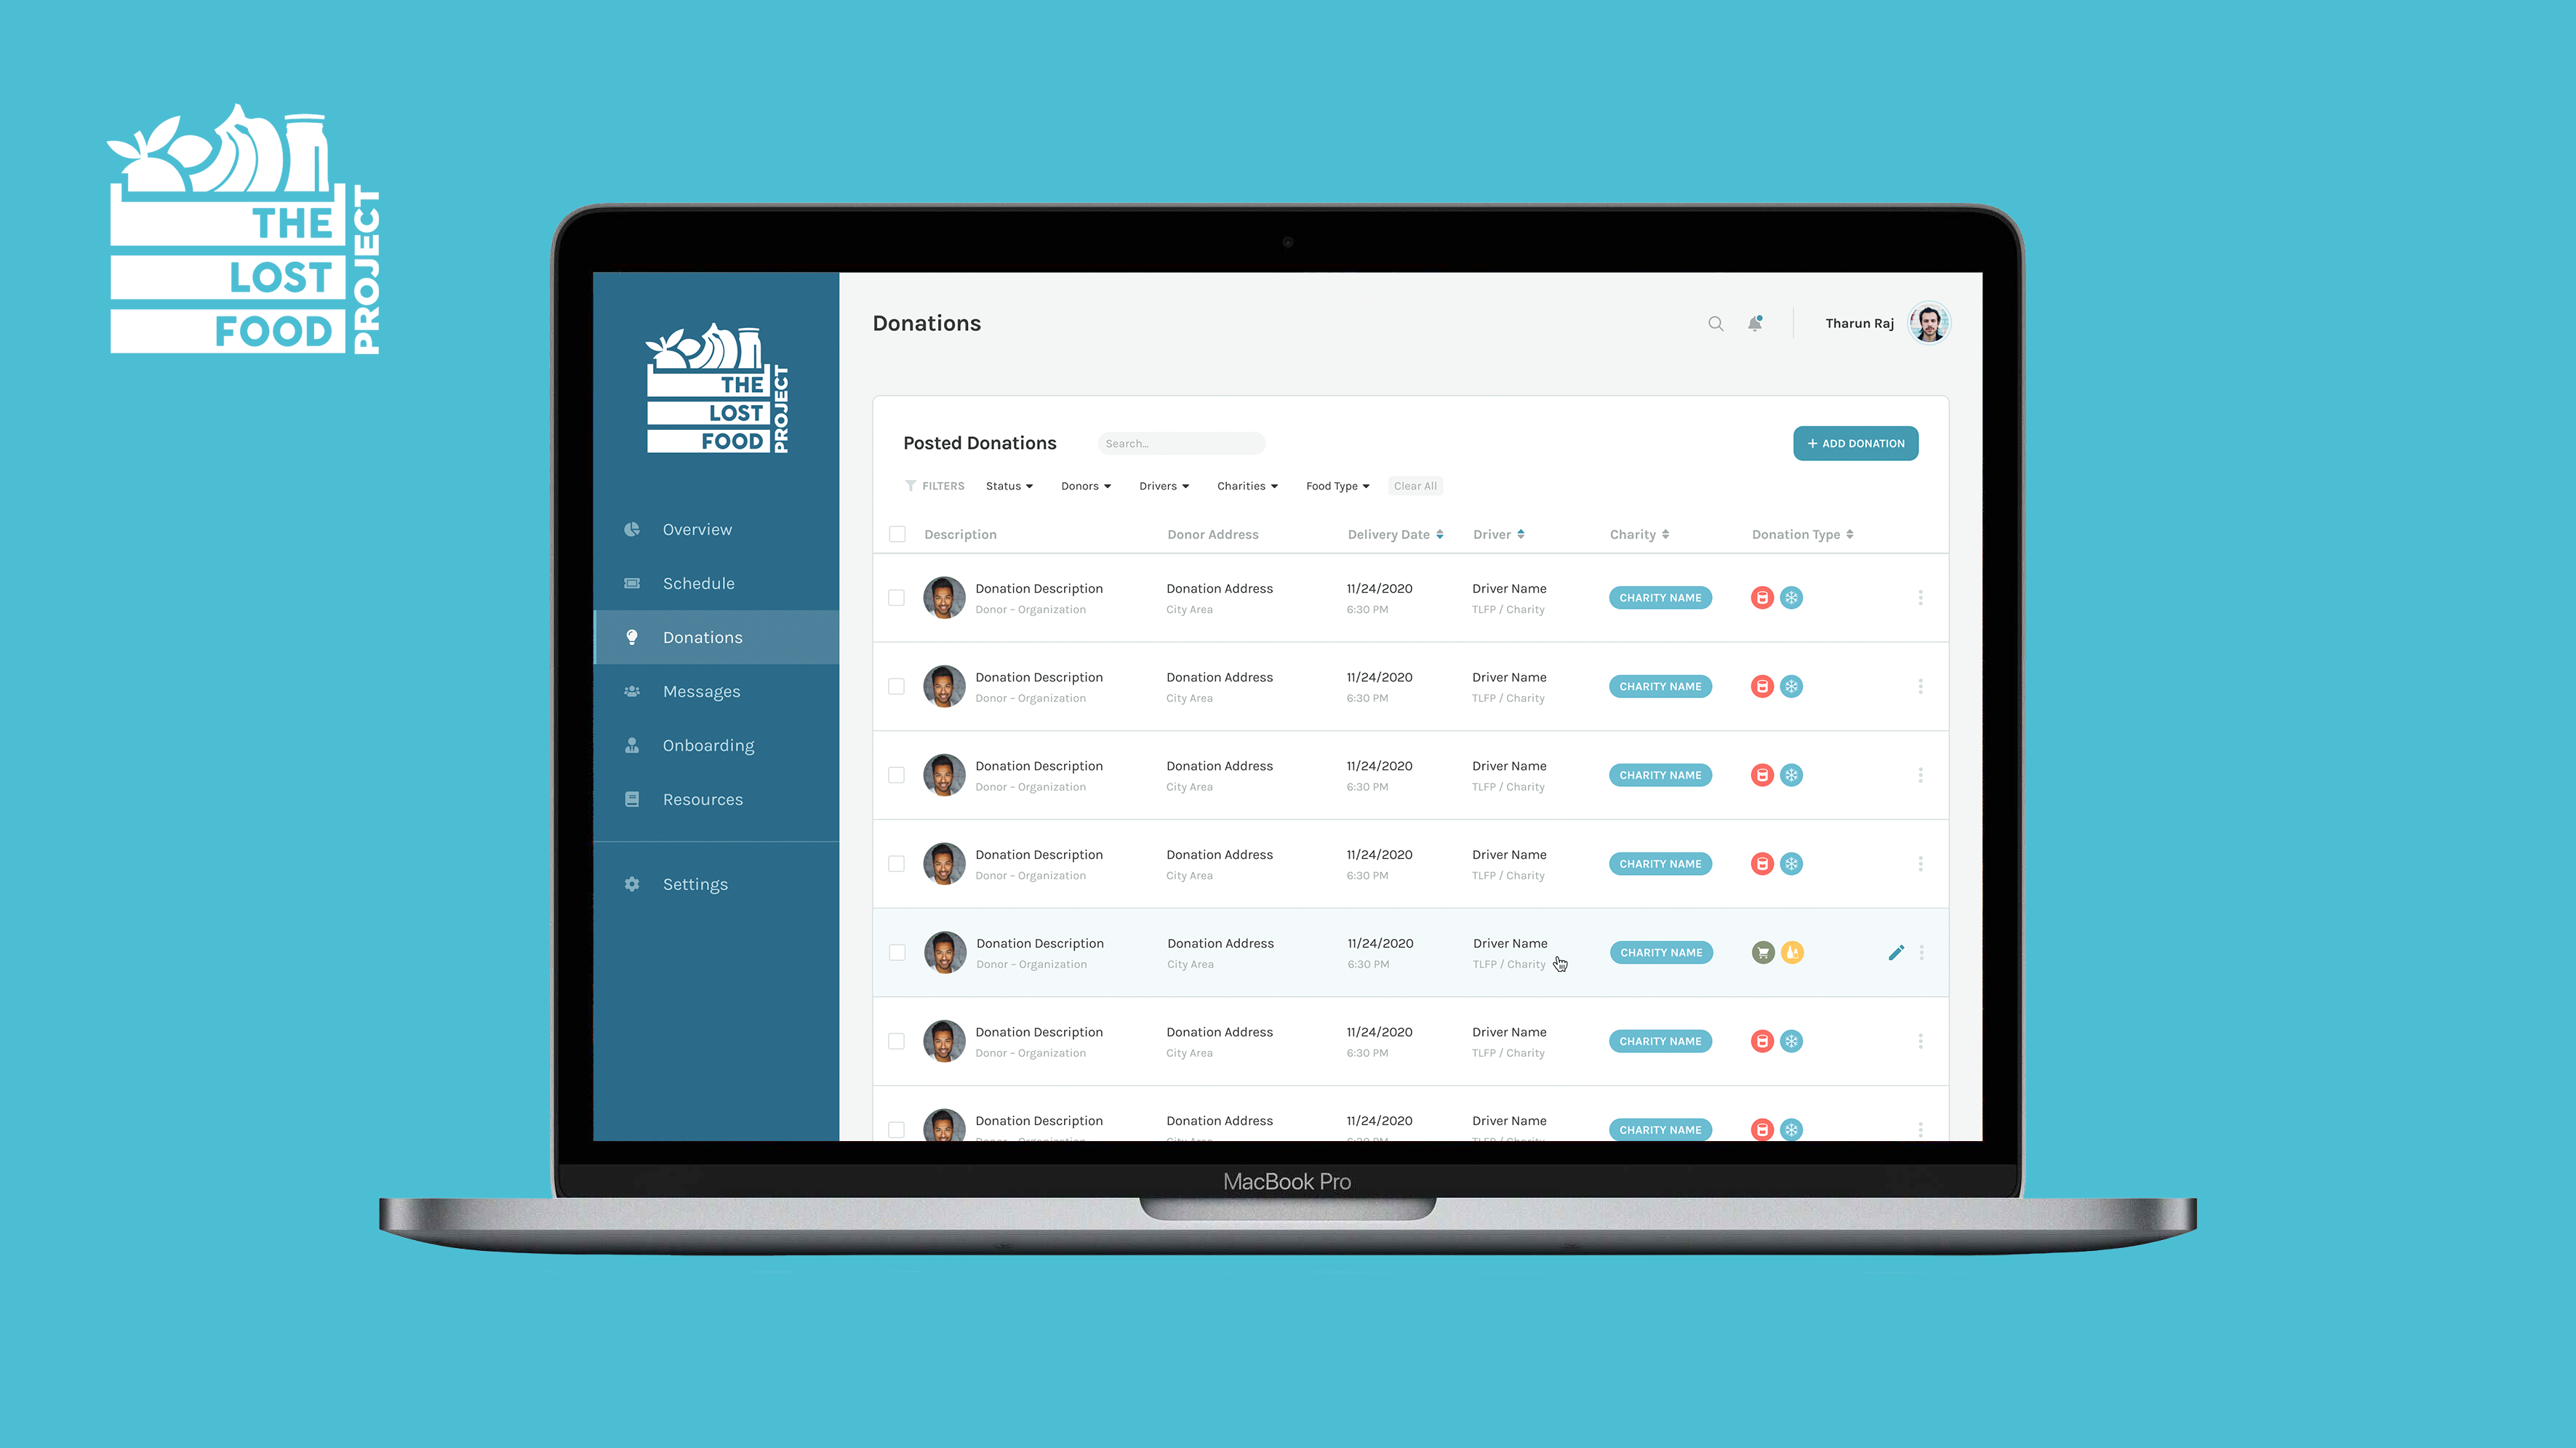 THE
LOST
FOOD
PROJECT
THE
LOST
FOOD
PROJECT
Overview
Schedule
Donations
Messages
Onboarding
Resources
Settings
Donations
Tharun Raj
Posted Donations
Search...
+ ADD DONATION
FILTERS Status Donors Drivers Charities Food Type Clear All
Description Donor Address Delivery Date Driver Charity Donation Type
Donation Description Donation Address 11/24/2020 Driver Name CHARITY NAME
Donor – Organization City Area 6:30 PM TLFP / Charity
Donation Description Donation Address 11/24/2020 Driver Name CHARITY NAME
Donor – Organization City Area 6:30 PM TLFP / Charity
Donation Description Donation Address 11/24/2020 Driver Name CHARITY NAME
Donor – Organization City Area 6:30 PM TLFP / Charity
Donation Description Donation Address 11/24/2020 Driver Name CHARITY NAME
Donor – Organization City Area 6:30 PM TLFP / Charity
Donation Description Donation Address 11/24/2020 Driver Name CHARITY NAME
Donor – Organization City Area 6:30 PM TLFP / Charity
Donation Description Donation Address 11/24/2020 Driver Name CHARITY NAME
Donor – Organization City Area 6:30 PM TLFP / Charity
Donation Description Donation Address 11/24/2020 Driver Name CHARITY NAME
MacBook Pro